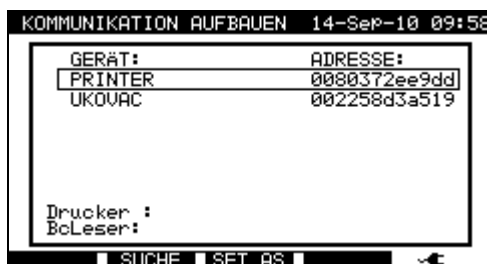 KOMMUNIKATION AUFBAUEN 14-Sep-10 09:58
GERÄT: ADRESSE:
PRINTER 0080372ee9dd
UKOVAC 002258d3a519
Drucker :
BcLeser:
SUCHE SET AS